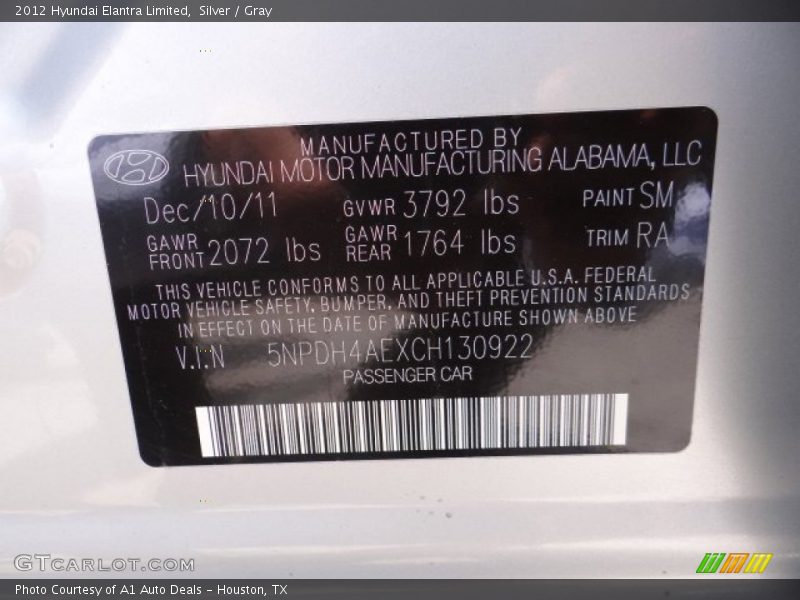 2012 Hyundai Elantra Limited, Silver / Gray
MANUFACTURED BY
HYUNDAI MOTOR MANUFACTURING ALABAMA, LLC
Dec/10/11 GVWR 3792 lbs PAINT SM
GAWR FRONT 2072 lbs GAWR REAR 1764 lbs TRIM RA
THIS VEHICLE CONFORMS TO ALL APPLICABLE U.S.A. FEDERAL
MOTOR VEHICLE SAFETY, BUMPER, AND THEFT PREVENTION STANDARDS
IN EFFECT ON THE DATE OF MANUFACTURE SHOWN ABOVE
V.I.N 5NPDH4AEXCH130922
PASSENGER CAR
GTCARLOT.COM
Photo Courtesy of A1 Auto Deals - Houston, TX